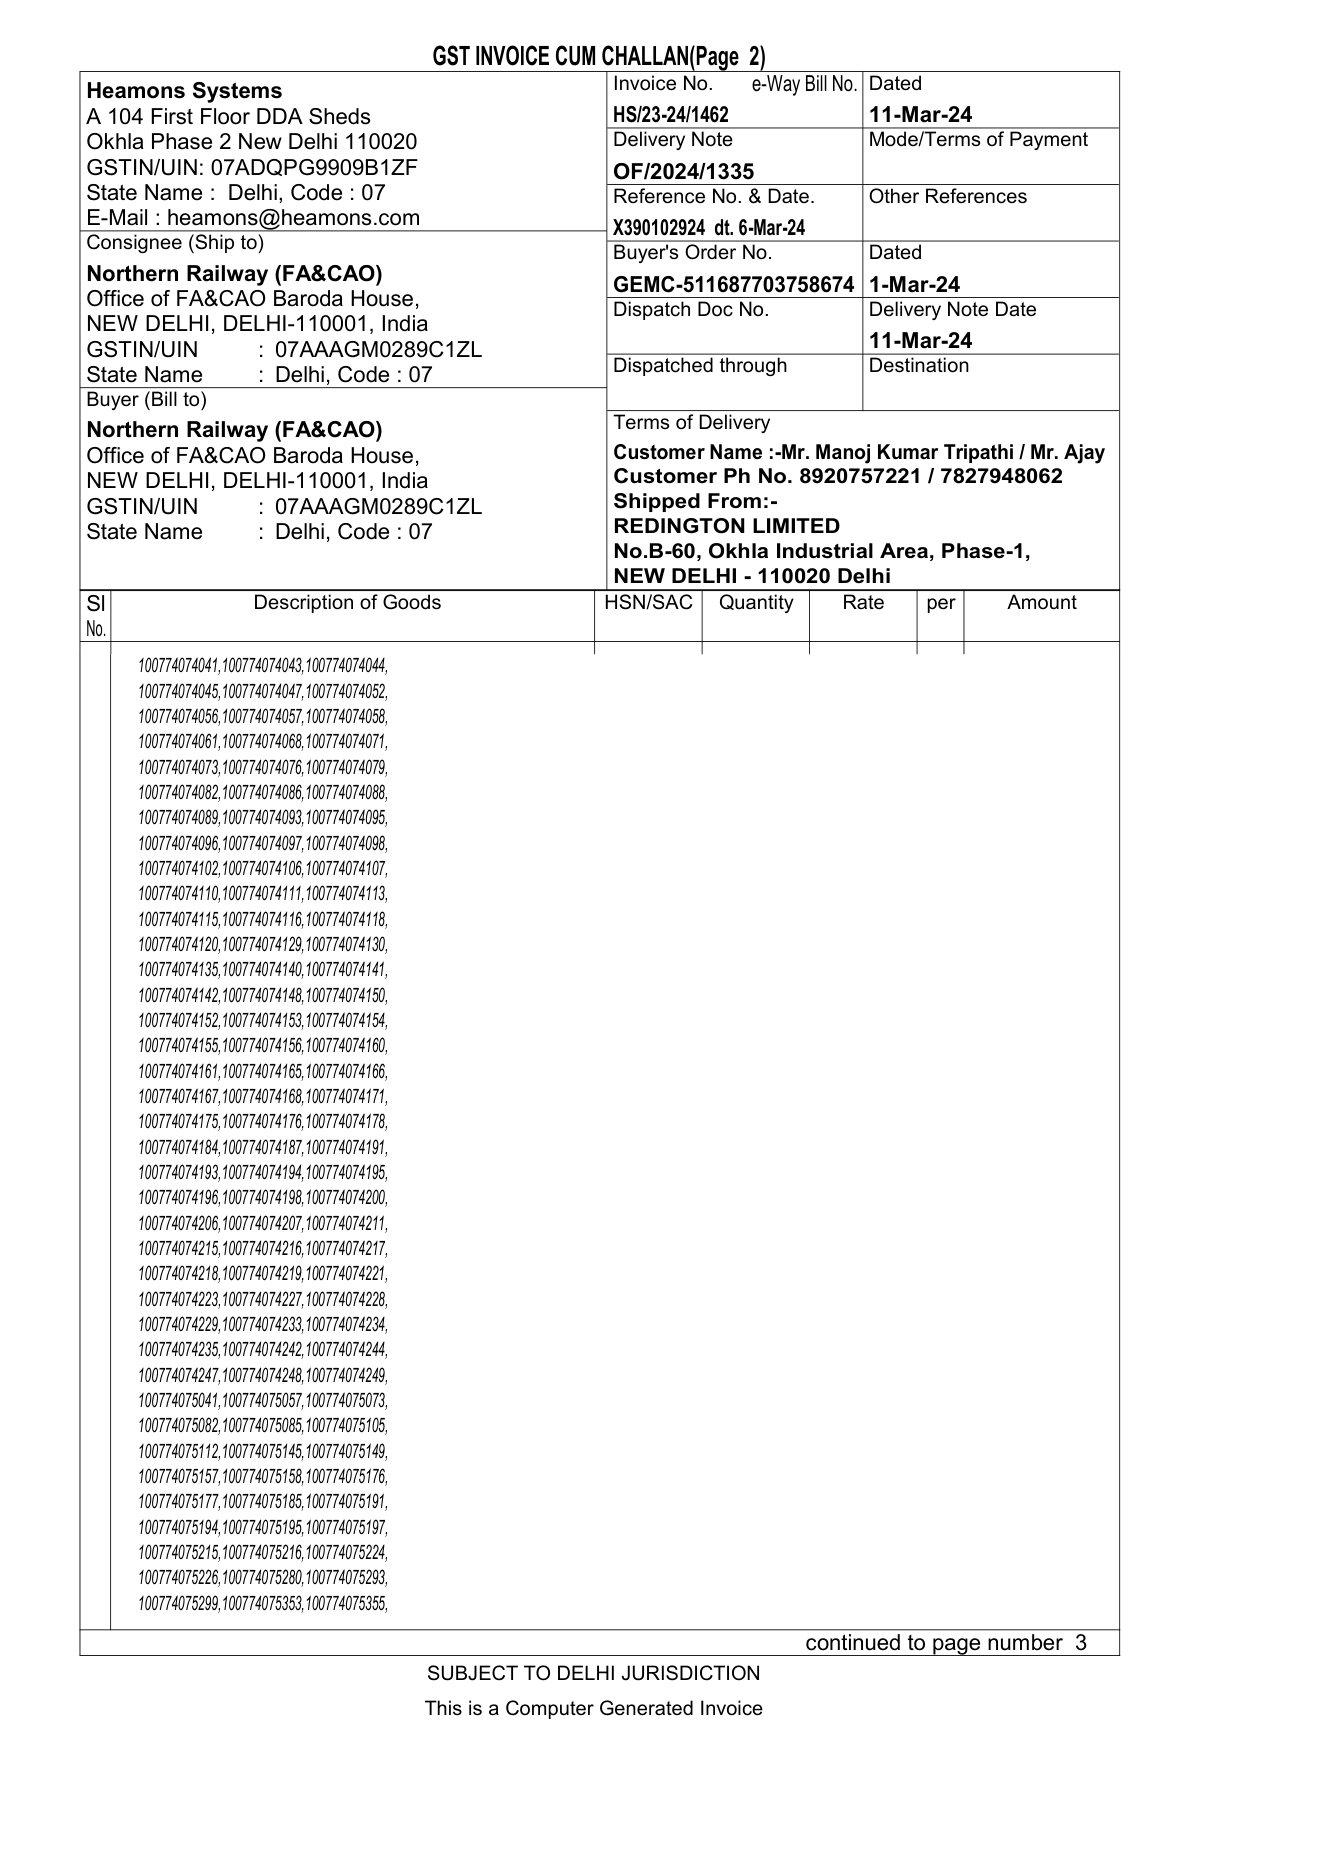 GST INVOICE CUM CHALLAN(Page 2)
Heamons Systems
A 104 First Floor DDA Sheds
Okhla Phase 2 New Delhi 110020
GSTIN/UIN: 07ADQPG9909B1ZF
State Name : Delhi, Code : 07
E-Mail : heamons@heamons.com
Consignee (Ship to)
Northern Railway (FA&CAO)
Office of FA&CAO Baroda House,
NEW DELHI, DELHI-110001, India
GSTIN/UIN : 07AAAGM0289C1ZL
State Name : Delhi, Code : 07
Buyer (Bill to)
Northern Railway (FA&CAO)
Office of FA&CAO Baroda House,
NEW DELHI, DELHI-110001, India
GSTIN/UIN : 07AAAGM0289C1ZL
State Name : Delhi, Code : 07
Invoice No. e-Way Bill No. Dated
HS/23-24/1462 11-Mar-24
Delivery Note Mode/Terms of Payment
OF/2024/1335
Reference No. & Date. Other References
X390102924 dt. 6-Mar-24
Buyer's Order No. Dated
GEMC-511687703758674 1-Mar-24
Dispatch Doc No. Delivery Note Date
11-Mar-24
Dispatched through Destination
Terms of Delivery
Customer Name :-Mr. Manoj Kumar Tripathi / Mr. Ajay
Customer Ph No. 8920757221 / 7827948062
Shipped From:-
REDINGTON LIMITED
No.B-60, Okhla Industrial Area, Phase-1,
NEW DELHI - 110020 Delhi
SI Description of Goods HSN/SAC Quantity Rate per Amount
No.
100774074041,100774074043,100774074044,
100774074045,100774074047,100774074052,
100774074056,100774074057,100774074058,
100774074061,100774074068,100774074071,
100774074073,100774074076,100774074079,
100774074082,100774074086,100774074088,
100774074089,100774074093,100774074095,
100774074096,100774074097,100774074098,
100774074102,100774074106,100774074107,
100774074110,100774074111,100774074113,
100774074115,100774074116,100774074118,
100774074120,100774074129,100774074130,
100774074135,100774074140,100774074141,
100774074142,100774074148,100774074150,
100774074152,100774074153,100774074154,
100774074155,100774074156,100774074160,
100774074161,100774074165,100774074166,
100774074167,100774074168,100774074171,
100774074175,100774074176,100774074178,
100774074184,100774074187,100774074191,
100774074193,100774074194,100774074195,
100774074196,100774074198,100774074200,
100774074206,100774074207,100774074211,
100774074215,100774074216,100774074217,
100774074218,100774074219,100774074221,
100774074223,100774074227,100774074228,
100774074229,100774074233,100774074234,
100774074235,100774074242,100774074244,
100774074247,100774074248,100774074249,
100774075041,100774075057,100774075073,
100774075082,100774075085,100774075105,
100774075112,100774075145,100774075149,
100774075157,100774075158,100774075176,
100774075177,100774075185,100774075191,
100774075194,100774075195,100774075197,
100774075215,100774075216,100774075224,
100774075226,100774075280,100774075293,
100774075299,100774075353,100774075355,
continued to page number 3
SUBJECT TO DELHI JURISDICTION
This is a Computer Generated Invoice